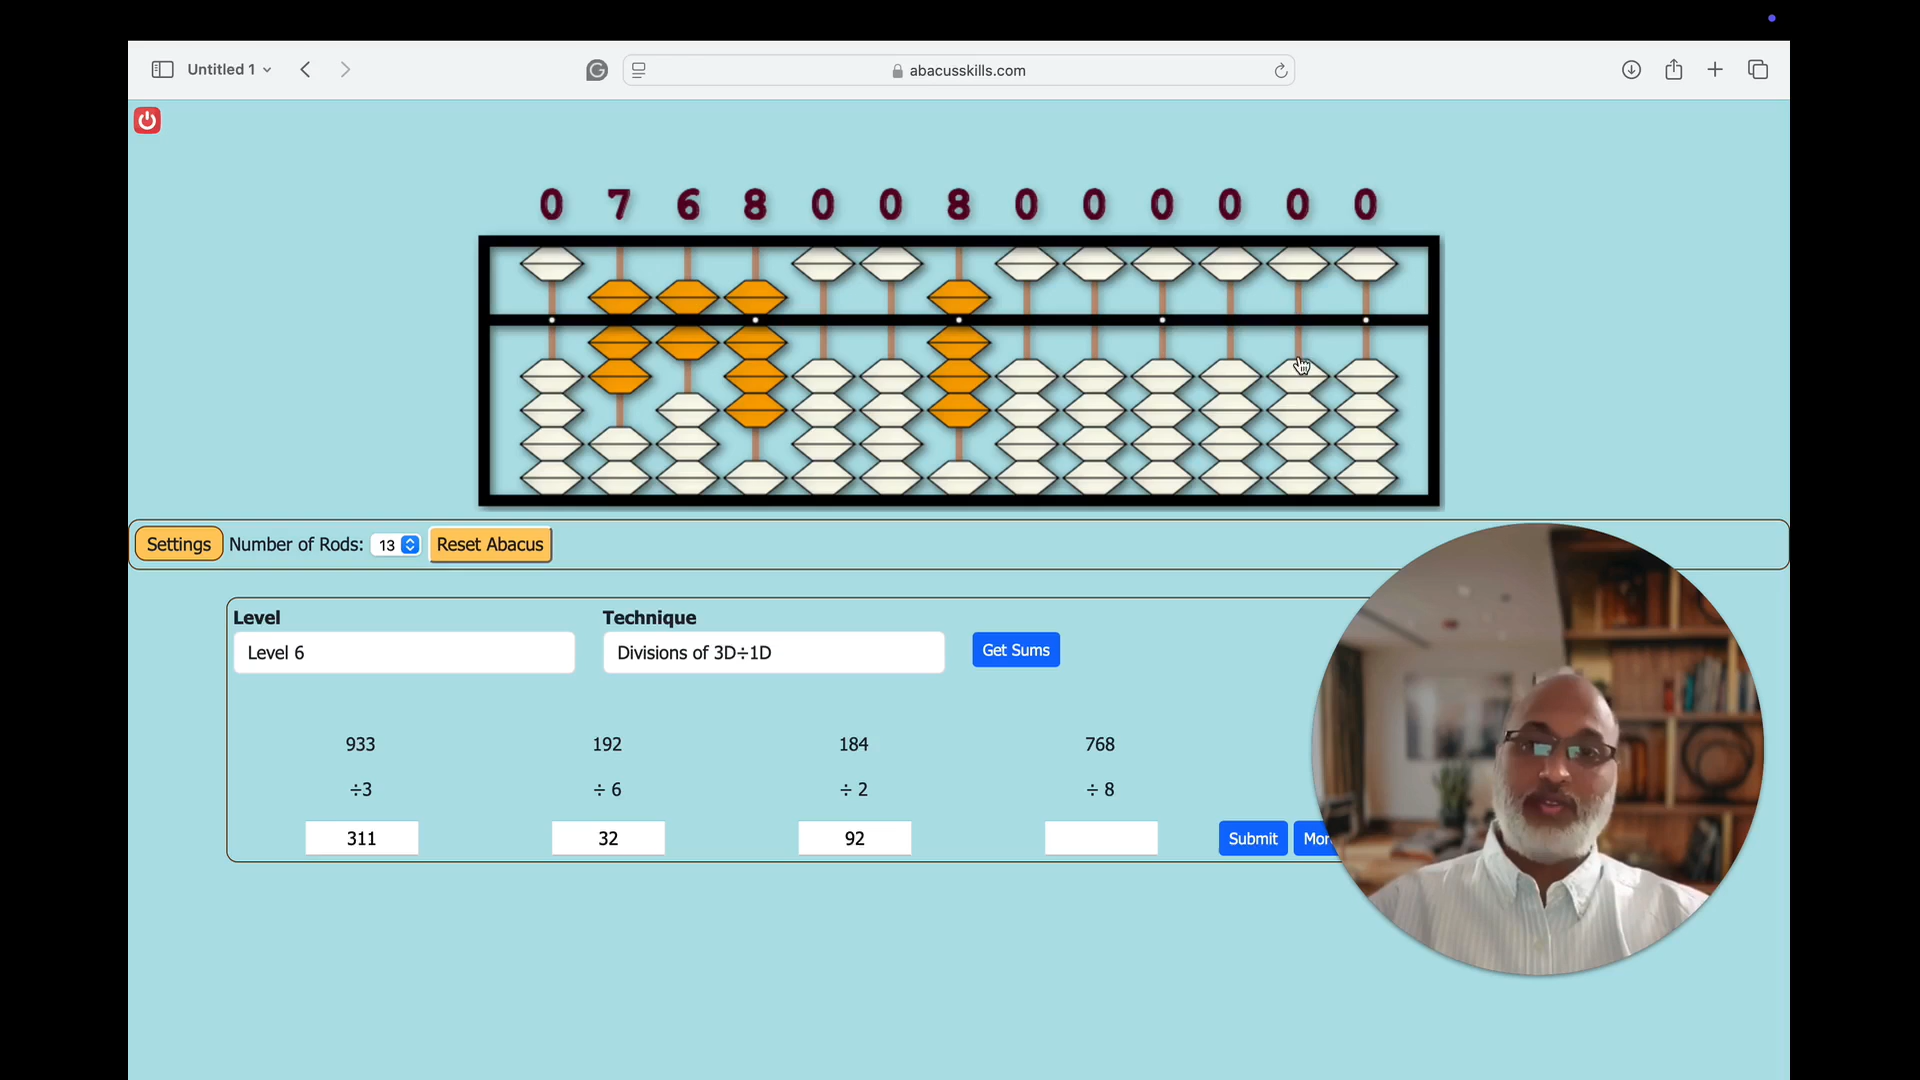 Untitled 1
abacusskills.com
0 7 6 8 0 0 8 0 0 0 0 0 0
Settings Number of Rods: 13 Reset Abacus
Level Technique
Level 6 Divisions of 3D÷1D Get Sums
933 192 184 768
÷3 ÷ 6 ÷ 2 ÷ 8
311 32 92 Submit Mor